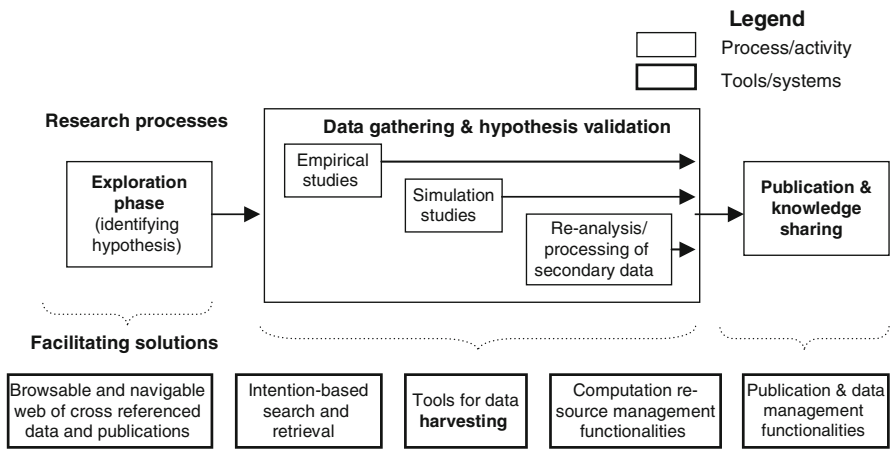 Legend
Process/activity
Tools/systems
Research processes
Data gathering & hypothesis validation
Exploration
phase
(identifying
hypothesis)
Empirical
studies
Simulation
studies
Re-analysis/
processing of
secondary data
Publication &
knowledge
sharing
Facilitating solutions
Browsable and navigable
web of cross referenced
data and publications
Intention-based
search and
retrieval
Tools for data
harvesting
Computation re-
source management
functionalities
Publication & data
management
functionalities